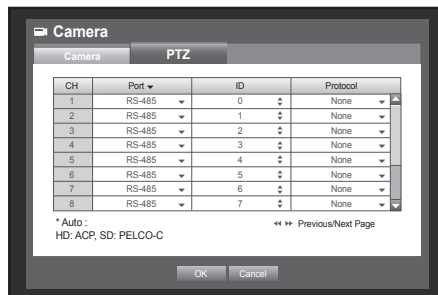 Camera
Camera PTZ
CH Port ID Protocol
1 RS-485 0 None
2 RS-485 1 None
3 RS-485 2 None
4 RS-485 3 None
5 RS-485 4 None
6 RS-485 5 None
7 RS-485 6 None
8 RS-485 7 None
* Auto :
HD: ACP, SD: PELCO-C
Previous/Next Page
OK Cancel